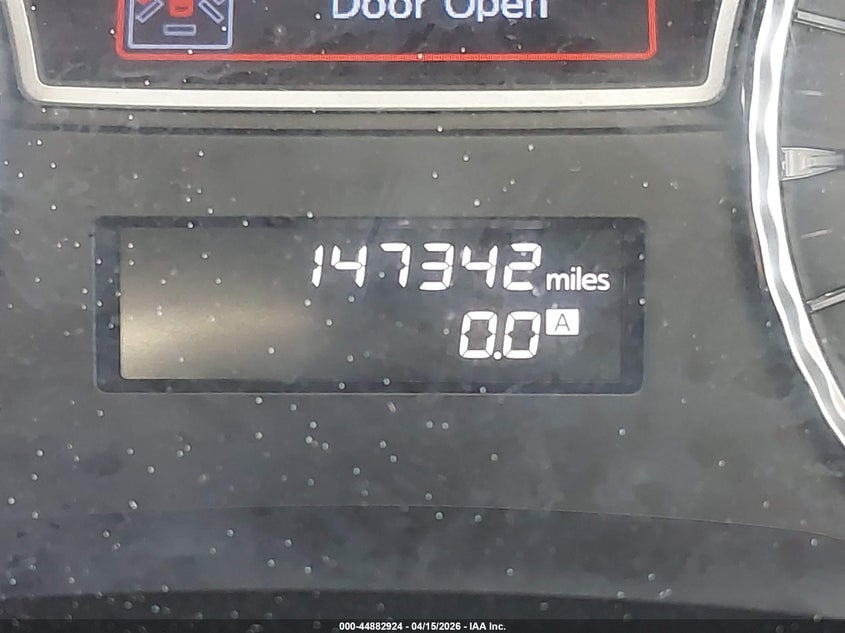 Door Open
147342 miles
0.0 A
000-44882924 - 04/15/2026 - IAA Inc.